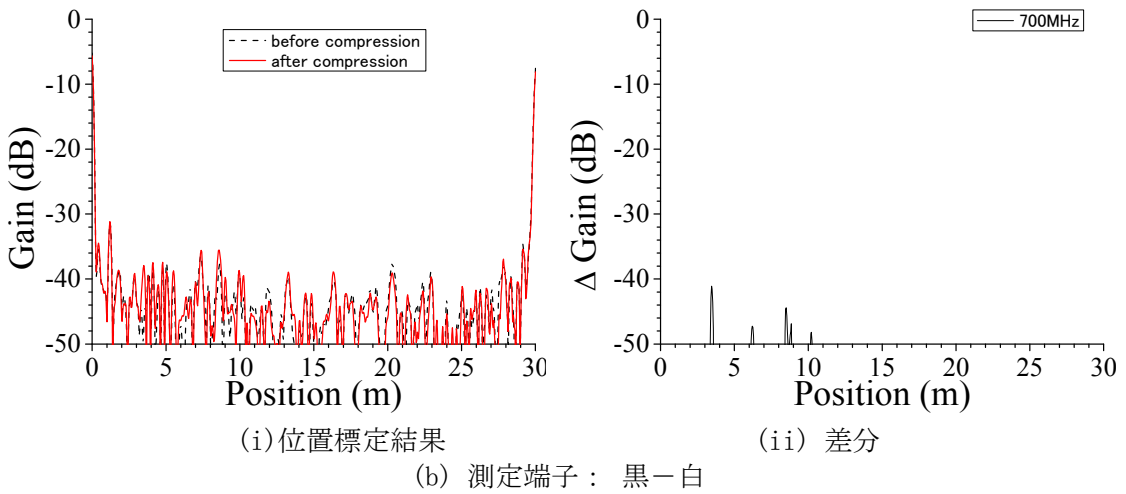 0
-10
-20
-30
-40
-50
Gain (dB)
before compression
after compression
0 5 10 15 20 25 30
Position (m)
0
-10
-20
-30
-40
-50
Δ Gain (dB)
700MHz
0 5 10 15 20 25 30
Position (m)
(i)位置標定結果
(ii) 差分
(b) 測定端子： 黒－白